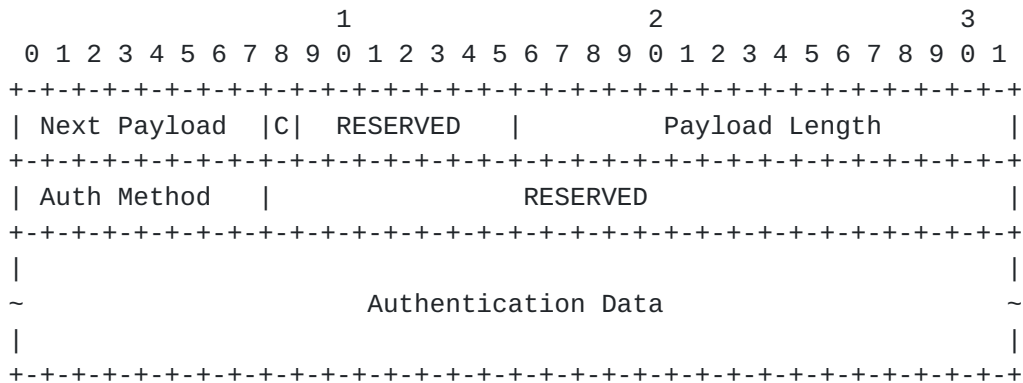 1                   2                   3
 0 1 2 3 4 5 6 7 8 9 0 1 2 3 4 5 6 7 8 9 0 1 2 3 4 5 6 7 8 9 0 1
+-+-+-+-+-+-+-+-+-+-+-+-+-+-+-+-+-+-+-+-+-+-+-+-+-+-+-+-+-+-+-+-+
| Next Payload  |C|  RESERVED   |         Payload Length        |
+-+-+-+-+-+-+-+-+-+-+-+-+-+-+-+-+-+-+-+-+-+-+-+-+-+-+-+-+-+-+-+-+
| Auth Method   |                RESERVED                       |
+-+-+-+-+-+-+-+-+-+-+-+-+-+-+-+-+-+-+-+-+-+-+-+-+-+-+-+-+-+-+-+-+
|                                                               |
~                      Authentication Data                      ~
|                                                               |
+-+-+-+-+-+-+-+-+-+-+-+-+-+-+-+-+-+-+-+-+-+-+-+-+-+-+-+-+-+-+-+-+